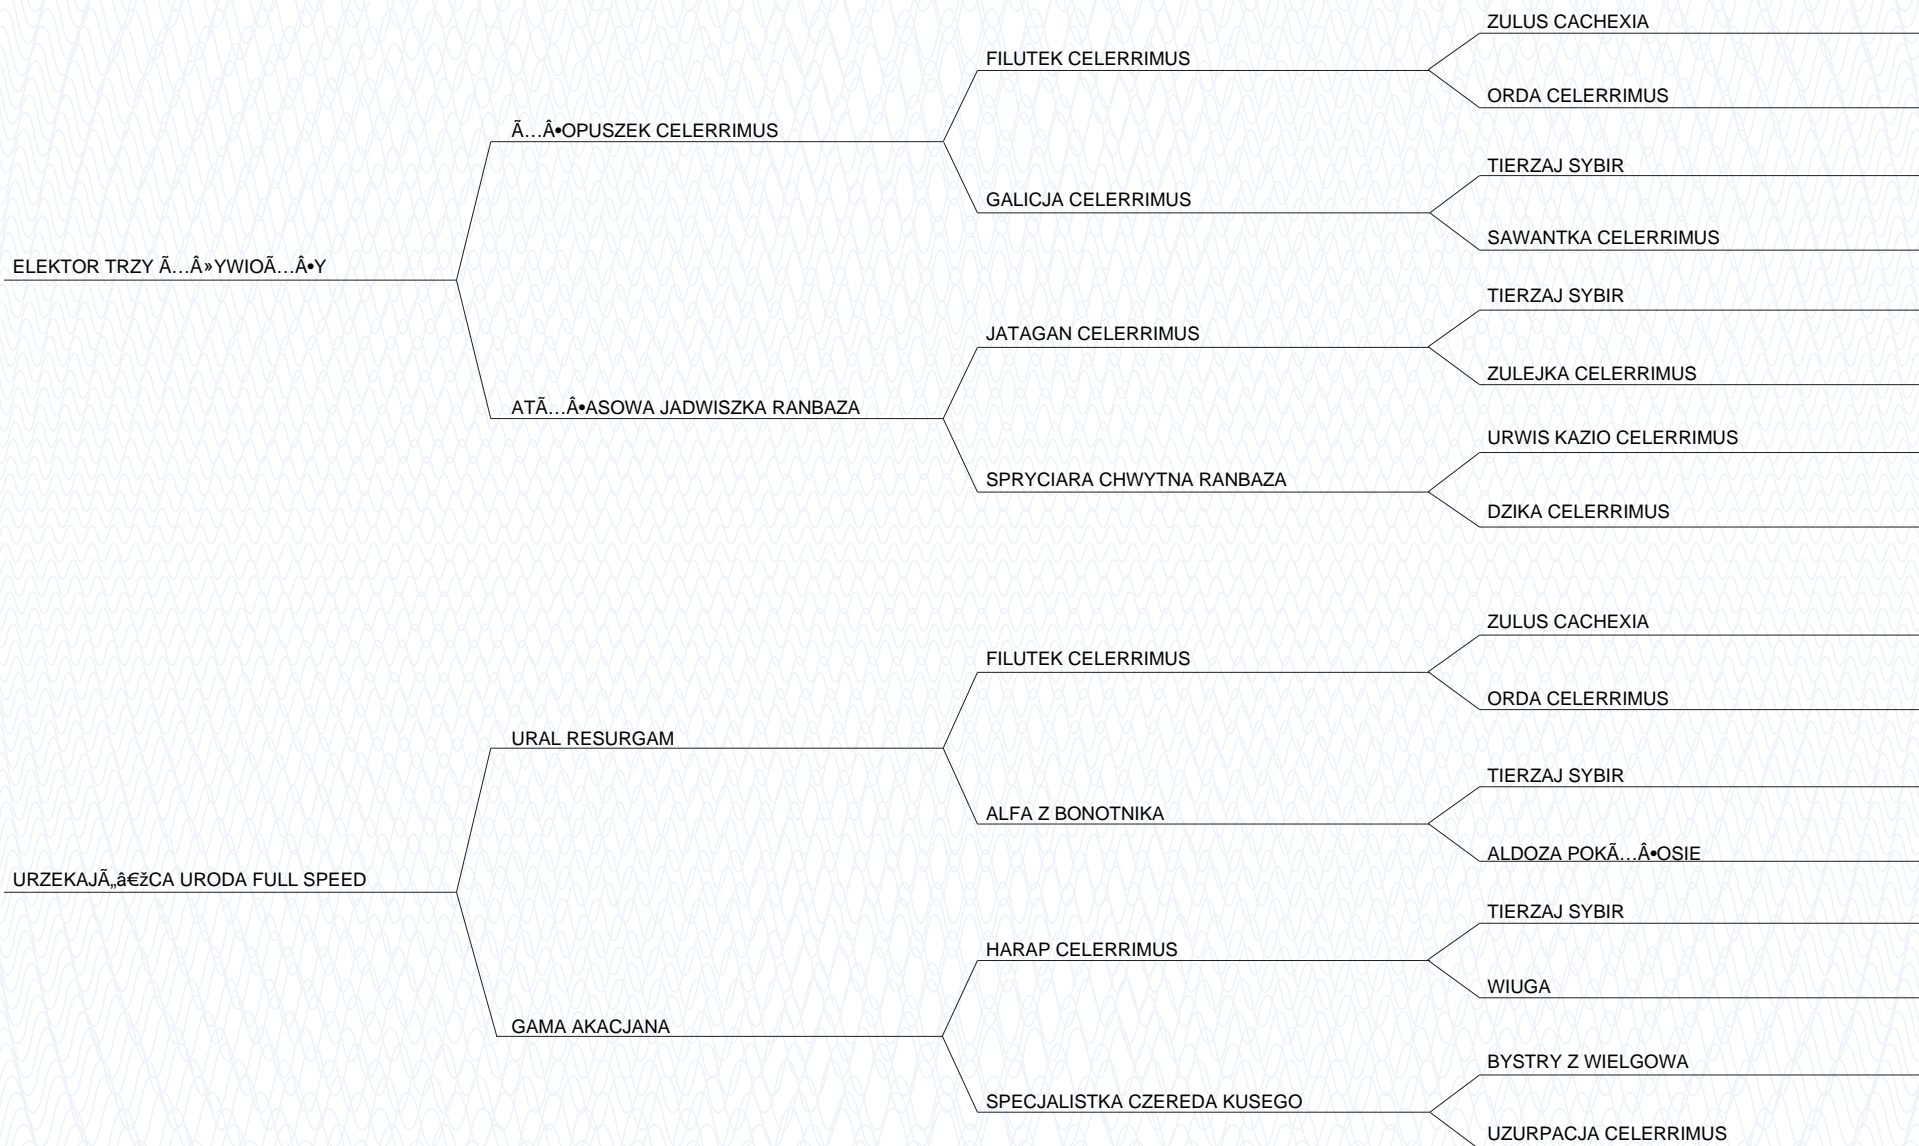 ZULUS CACHEXIA
FILUTEK CELERRIMUS
ORDA CELERRIMUS
Ã…Â•OPUSZEK CELERRIMUS
TIERZAJ SYBIR
GALICJA CELERRIMUS
SAWANTKA CELERRIMUS
ELEKTOR TRZY Ã…Â»YWIOÃ…Â•Y
TIERZAJ SYBIR
JATAGAN CELERRIMUS
ZULEJKA CELERRIMUS
ATÃ…Â•ASOWA JADWISZKA RANBAZA
URWIS KAZIO CELERRIMUS
SPRYCIARA CHWYTNA RANBAZA
DZIKA CELERRIMUS
ZULUS CACHEXIA
FILUTEK CELERRIMUS
ORDA CELERRIMUS
URAL RESURGAM
TIERZAJ SYBIR
ALFA Z BONOTNIKA
ALDOZA POKÃ…Â•OSIE
URZEKAJÃ„â€žCA URODA FULL SPEED
TIERZAJ SYBIR
HARAP CELERRIMUS
WIUGA
GAMA AKACJANA
BYSTRY Z WIELGOWA
SPECJALISTKA CZEREDA KUSEGO
UZURPACJA CELERRIMUS